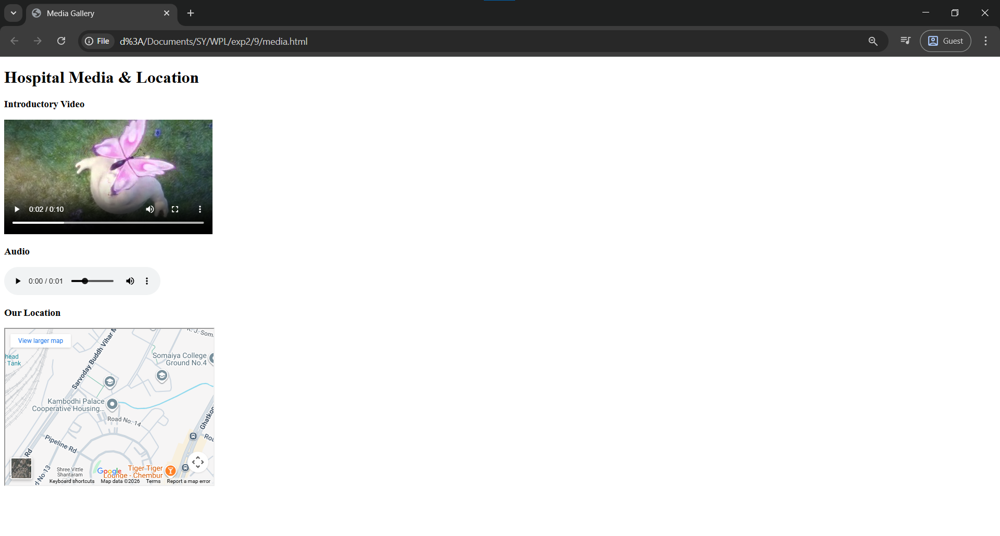 Media Gallery
File
d%3A/Documents/SY/WPL/exp2/9/media.html
Guest
Hospital Media & Location
Introductory Video
0:02 / 0:10
Audio
0:00 / 0:01
Our Location
View larger map
K. J. Som
head
Tank
Sarvoday Buddh Vihar M
Somaiya College
Ground No.4
Kambodhi Palace
Cooperative Housing...
Road No. 14
Ghatkop
Roa
Pipeline Rd
Rd
d No·13
Shree Vittle
Shantaram
Google
Tiger Tiger
Lounge - Chembur
Keyboard shortcuts
Map data ©2026
Terms
Report a map error